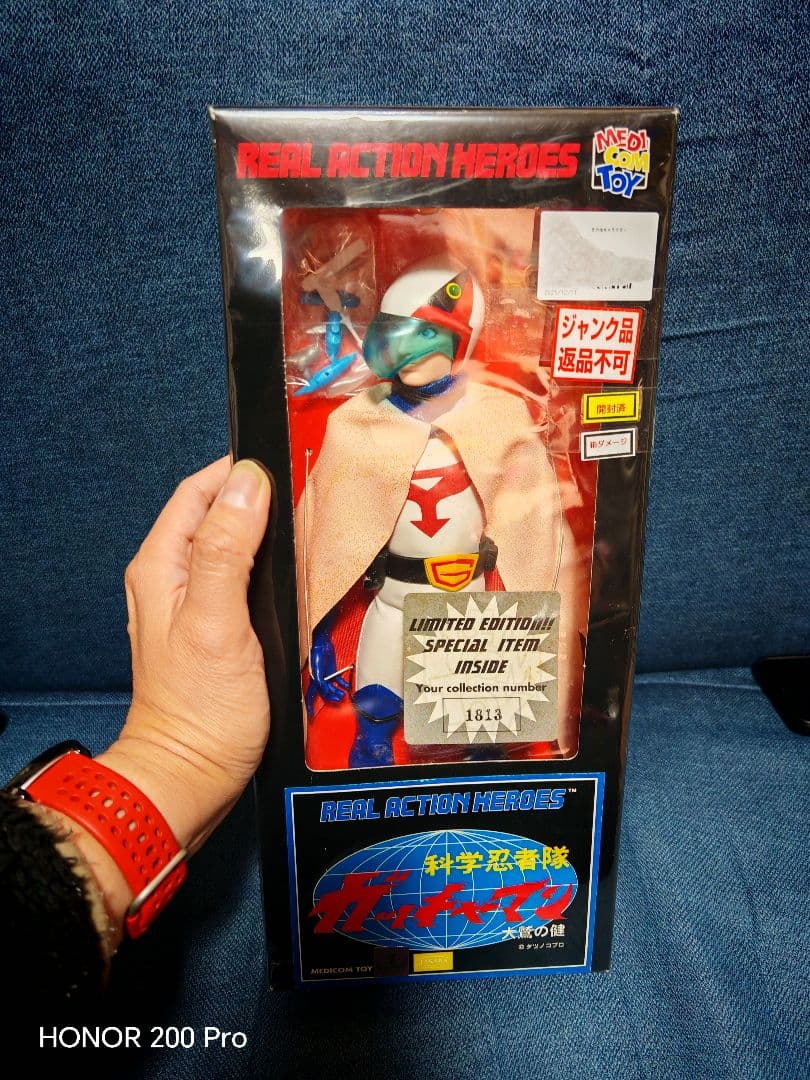 REAL ACTION HEROES
MEDI
COM
TOY
ジャンク品
返品不可
開封済
箱ダメージ
G
LIMITED EDITION!!
SPECIAL ITEM
INSIDE
Your collection number
1813
REAL ACTION HEROES™
科学忍者隊
ガッチャマン
大鷲の健
© タツノコプロ
MEDICOM TOY
HONOR 200 Pro